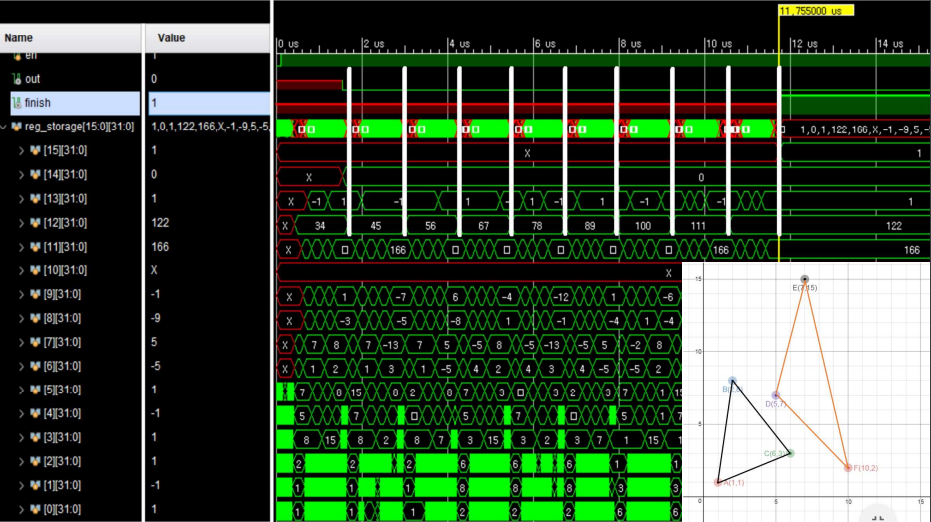 11,755000 us
Name Value
0 us 2 us 4 us 6 us 8 us 10 us 12 us 14 us
en 1
out 0
finish 1
reg_storage[15:0][31:0] 1,0,1,122,166,X,-1,-9,5,-5, 1,0,1,122,166,X,-1,-9,5,-
[15][31:0] 1 X 1
[14][31:0] 0 X 0
[13][31:0] 1 X -1 1 -1 1 -1 1 -1 1
[12][31:0] 122 X 34 45 56 67 78 89 100 111 122
[11][31:0] 166 X 166 166 166
[10][31:0] X X
[9][31:0] -1 X 1 -7 6 -4 -12 1 -6
[8][31:0] -9 X -3 -5 -8 1 -1 -4 4
[7][31:0] 5 X 7 8 7 -13 7 5 -5 8 -13 -5 5 -2 8
[6][31:0] -5 X 1 2 1 3 1 -4 4 2 3 4 -5 -5 2
[5][31:0] 1 7 0 15 0 2 0 7 3 7 0 15
[4][31:0] -1 5 7 7 5 7 7 5 1 7
[3][31:0] 1 8 15 8 2 8 7 3 15 3 2 3 7 1 15 1
[2][31:0] 1 2 2 2 6 6 6 1 1
[1][31:0] -1 1 1 1 8 8 8 3 3
[0][31:0] 1 1 1 1 2 2 2 6 6
15 E(7,15)
10
B(2,8)
D(5,7)
5
C(6,3)
F(10,2)
A(1,1)
0 5 10 15